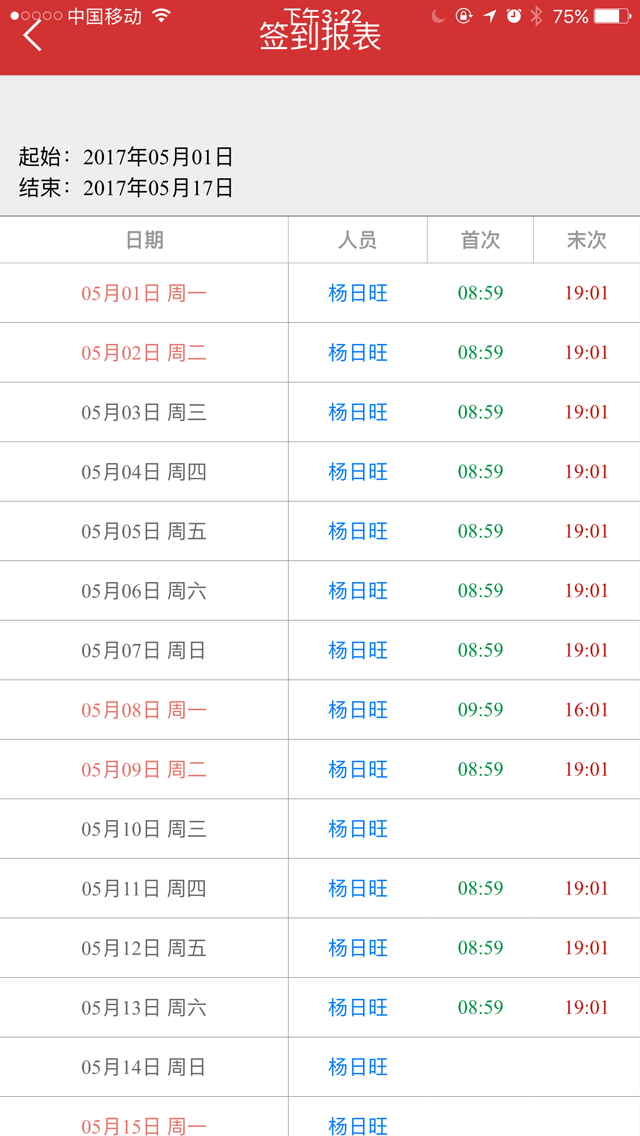 中国移动 下午3:22 75%
签到报表
起始：2017年05月01日
结束：2017年05月17日
日期 人员 首次 末次
05月01日 周一 杨日旺 08:59 19:01
05月02日 周二 杨日旺 08:59 19:01
05月03日 周三 杨日旺 08:59 19:01
05月04日 周四 杨日旺 08:59 19:01
05月05日 周五 杨日旺 08:59 19:01
05月06日 周六 杨日旺 08:59 19:01
05月07日 周日 杨日旺 08:59 19:01
05月08日 周一 杨日旺 09:59 16:01
05月09日 周二 杨日旺 08:59 19:01
05月10日 周三 杨日旺
05月11日 周四 杨日旺 08:59 19:01
05月12日 周五 杨日旺 08:59 19:01
05月13日 周六 杨日旺 08:59 19:01
05月14日 周日 杨日旺
05月15日 周一 杨日旺